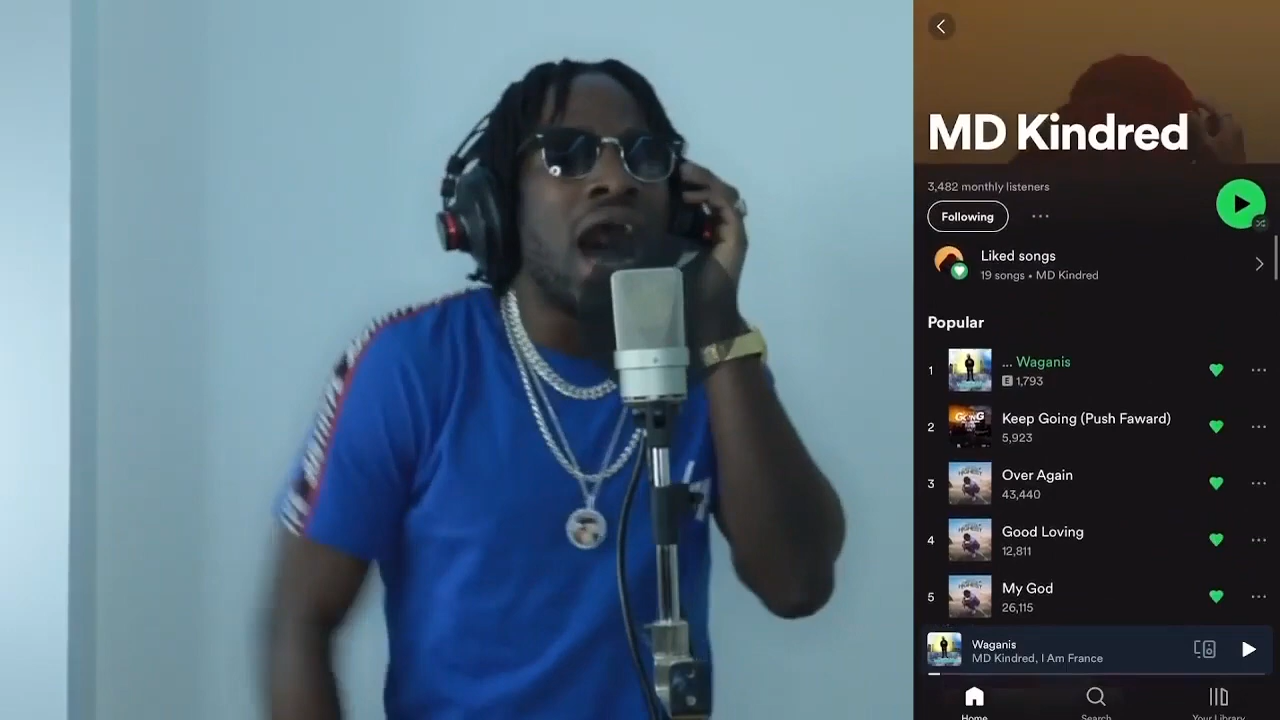 MD Kindred
3,482 monthly listeners
Following
Liked songs
19 songs • MD Kindred
Popular
1
... Waganis
E 1,793
2
Keep Going (Push Faward)
5,923
3
Over Again
43,440
4
Good Loving
12,811
5
My God
26,115
Waganis
MD Kindred, I Am France
Home
Search
Your Library